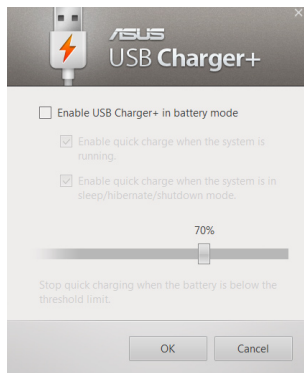 ASUS
USB Charger+
Enable USB Charger+ in battery mode
Enable quick charge when the system is
running.
Enable quick charge when the system is in
sleep/hibernate/shutdown mode.
70%
Stop quick charging when the battery is below the
threshold limit.
OK
Cancel